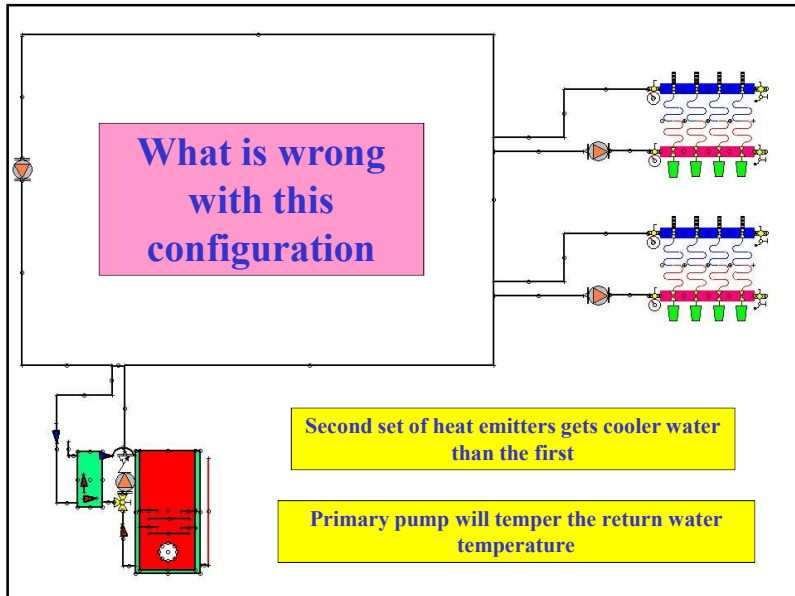 What is wrong
with this
configuration
Second set of heat emitters gets cooler water
than the first
Primary pump will temper the return water
temperature